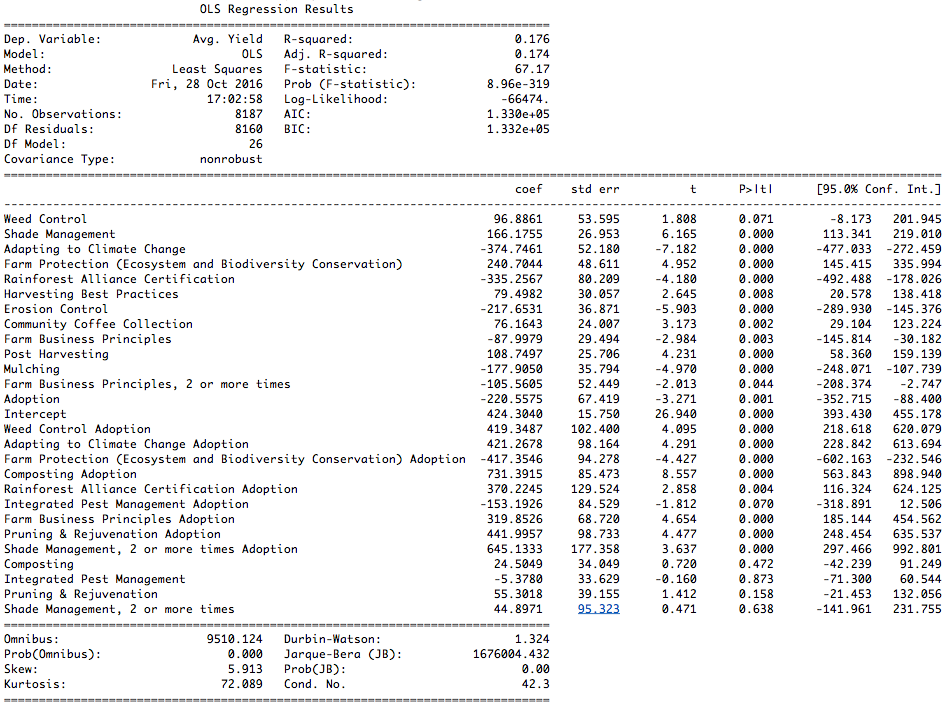 OLS Regression Results
==============================================================================
Dep. Variable: Avg. Yield R-squared: 0.176
Model: OLS Adj. R-squared: 0.174
Method: Least Squares F-statistic: 67.17
Date: Fri, 28 Oct 2016 Prob (F-statistic): 8.96e-319
Time: 17:02:58 Log-Likelihood: -66474.
No. Observations: 8187 AIC: 1.330e+05
Df Residuals: 8160 BIC: 1.332e+05
Df Model: 26
Covariance Type: nonrobust
==============================================================================
coef std err t P>|t| [95.0% Conf. Int.]
------------------------------------------------------------------------------
Weed Control 96.8861 53.595 1.808 0.071 -8.173 201.945
Shade Management 166.1755 26.953 6.165 0.000 113.341 219.010
Adapting to Climate Change -374.7461 52.180 -7.182 0.000 -477.033 -272.459
Farm Protection (Ecosystem and Biodiversity Conservation) 240.7044 48.611 4.952 0.000 145.415 335.994
Rainforest Alliance Certification -335.2567 80.209 -4.180 0.000 -492.488 -178.026
Harvesting Best Practices 79.4982 30.057 2.645 0.008 20.578 138.418
Erosion Control -217.6531 36.871 -5.903 0.000 -289.930 -145.376
Community Coffee Collection 76.1643 24.007 3.173 0.002 29.104 123.224
Farm Business Principles -87.9979 29.494 -2.984 0.003 -145.814 -30.182
Post Harvesting 108.7497 25.706 4.231 0.000 58.360 159.139
Mulching -177.9050 35.794 -4.970 0.000 -248.071 -107.739
Farm Business Principles, 2 or more times -105.5605 52.449 -2.013 0.044 -208.374 -2.747
Adoption -220.5575 67.419 -3.271 0.001 -352.715 -88.400
Intercept 424.3040 15.750 26.940 0.000 393.430 455.178
Weed Control Adoption 419.3487 102.400 4.095 0.000 218.618 620.079
Adapting to Climate Change Adoption 421.2678 98.164 4.291 0.000 228.842 613.694
Farm Protection (Ecosystem and Biodiversity Conservation) Adoption -417.3546 94.278 -4.427 0.000 -602.163 -232.546
Composting Adoption 731.3915 85.473 8.557 0.000 563.843 898.940
Rainforest Alliance Certification Adoption 370.2245 129.524 2.858 0.004 116.324 624.125
Integrated Pest Management Adoption -153.1926 84.529 -1.812 0.070 -318.891 12.506
Farm Business Principles Adoption 319.8526 68.720 4.654 0.000 185.144 454.562
Pruning & Rejuvenation Adoption 441.9957 98.733 4.477 0.000 248.454 635.537
Shade Management, 2 or more times Adoption 645.1333 177.358 3.637 0.000 297.466 992.801
Composting 24.5049 34.049 0.720 0.472 -42.239 91.249
Integrated Pest Management -5.3780 33.629 -0.160 0.873 -71.300 60.544
Pruning & Rejuvenation 55.3018 39.155 1.412 0.158 -21.453 132.056
Shade Management, 2 or more times 44.8971 95.323 0.471 0.638 -141.961 231.755
==============================================================================
Omnibus: 9510.124 Durbin-Watson: 1.324
Prob(Omnibus): 0.000 Jarque-Bera (JB): 1676004.432
Skew: 5.913 Prob(JB): 0.00
Kurtosis: 72.089 Cond. No. 42.3
==============================================================================